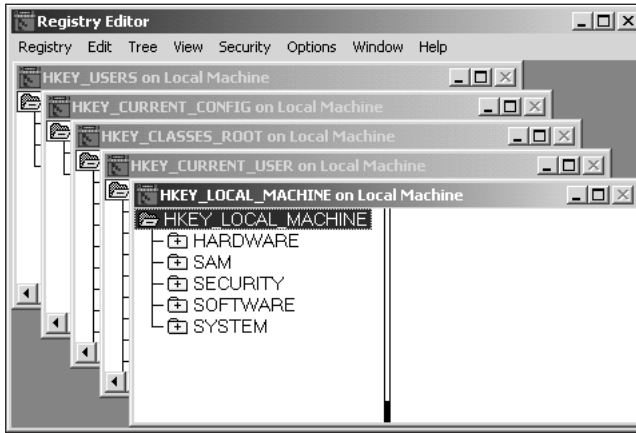 Registry Editor
Registry Edit Tree View Security Options Window Help
HKEY_USERS on Local Machine
HKEY_CURRENT_CONFIG on Local Machine
HKEY_CLASSES_ROOT on Local Machine
HKEY_CURRENT_USER on Local Machine
HKEY_LOCAL_MACHINE on Local Machine
HKEY_LOCAL_MACHINE
HARDWARE
SAM
SECURITY
SOFTWARE
SYSTEM